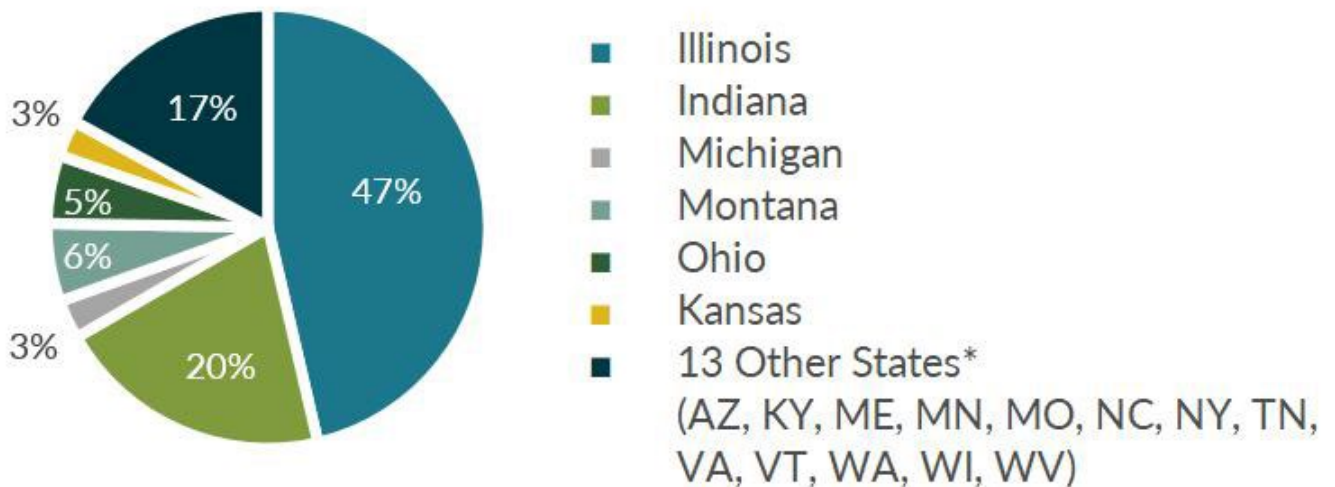 Illinois
Indiana
Michigan
Montana
Ohio
Kansas
13 Other States*
(AZ, KY, ME, MN, MO, NC, NY, TN,
VA, VT, WA, WI, WV)
17%
3%
47%
5%
6%
3%
20%